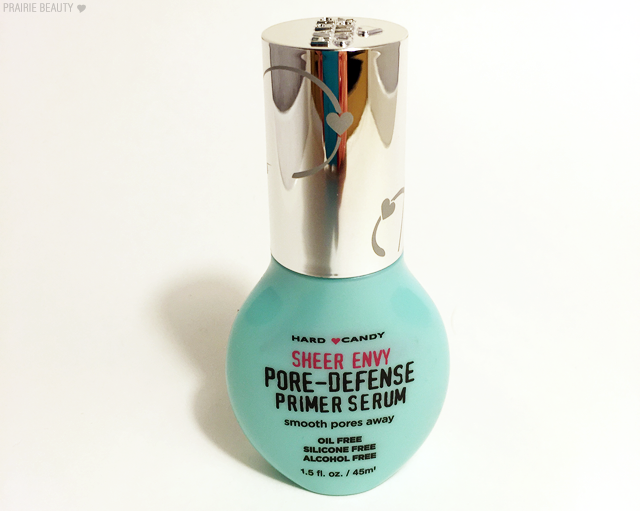 PRAIRIE BEAUTY ♥
HARD ♥ CANDY
SHEER ENVY
PORE-DEFENSE
PRIMER SERUM
smooth pores away
OIL FREE
SILICONE FREE
ALCOHOL FREE
1.5 fl. oz. / 45ml